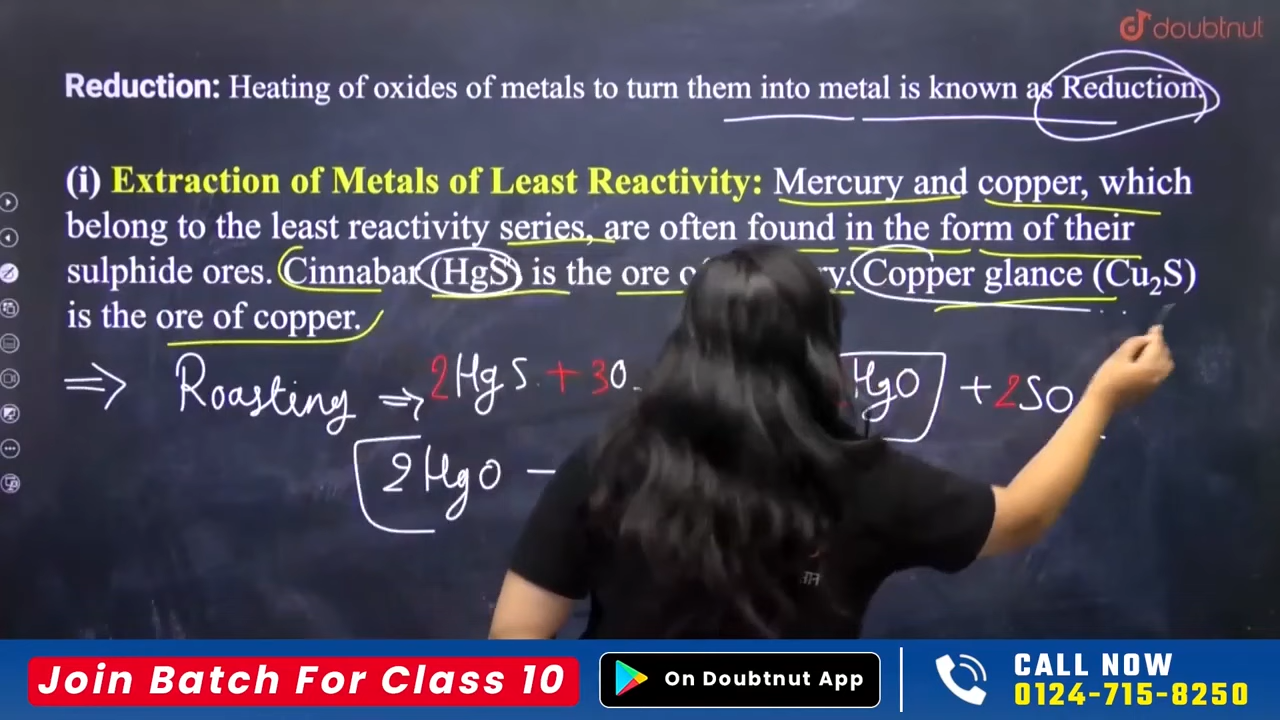 doubtnut
Reduction: Heating of oxides of metals to turn them into metal is known as Reduction.
(i) Extraction of Metals of Least Reactivity: Mercury and copper, which
belong to the least reactivity series, are often found in the form of their
sulphide ores. Cinnabar (HgS) is the ore y. Copper glance (Cu₂S)
is the ore of copper.
⇒ Roasting ⇒ 2HgS + 3O HgO + 2SO
2HgO −
Join Batch For Class 10
On Doubtnut App
CALL NOW
0124-715-8250